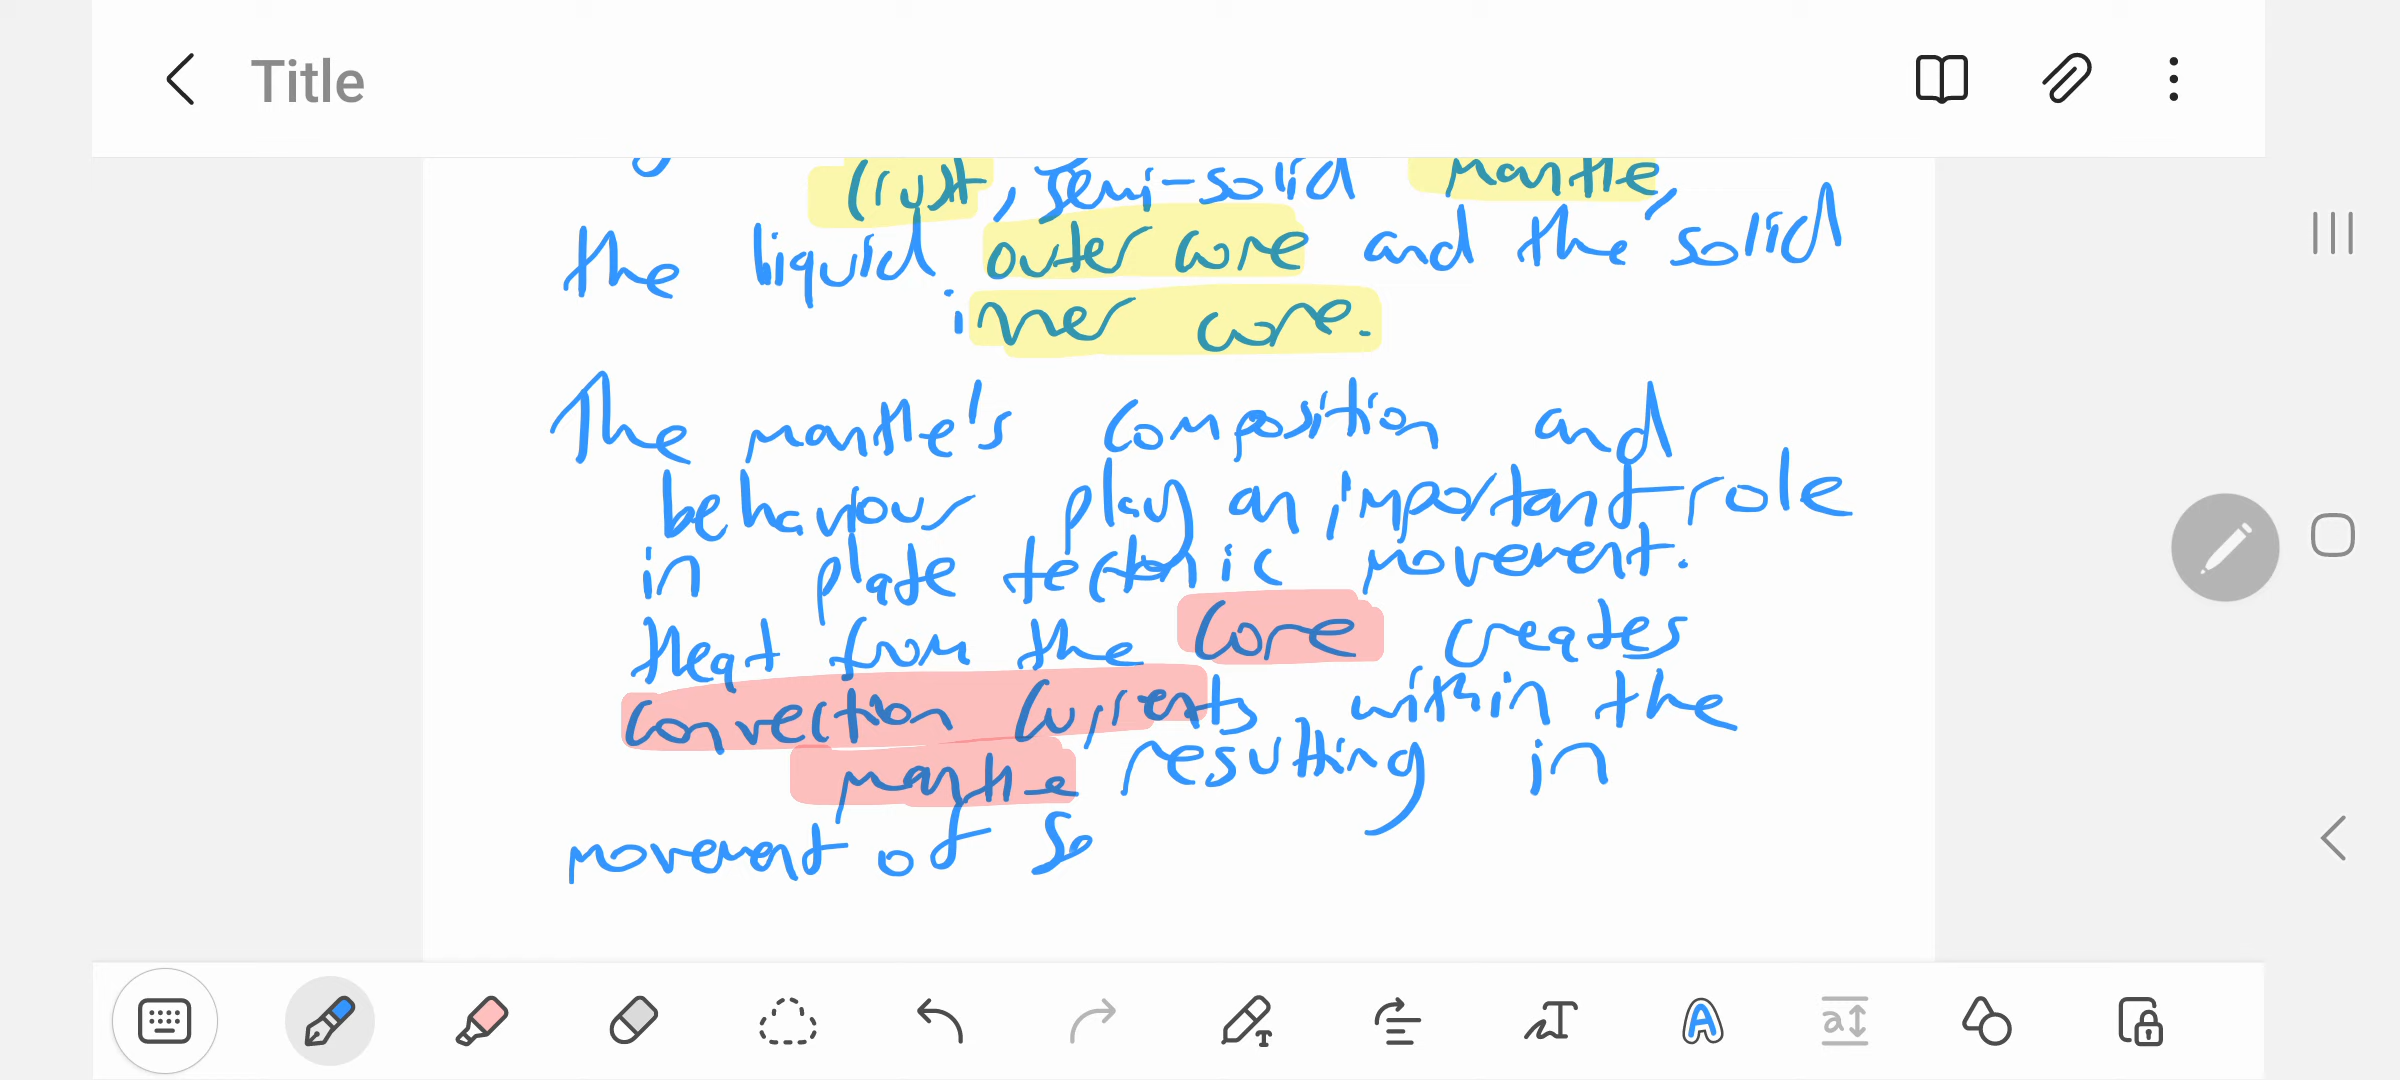 Title
crust, semi-solid mantle,
the liquid outer core and the solid
inner core.
The mantle's composition and
behaviour play an important role
in plate tectonic movement.
Heat from the core creates
convection currents within the
mantle resulting in
movement of se